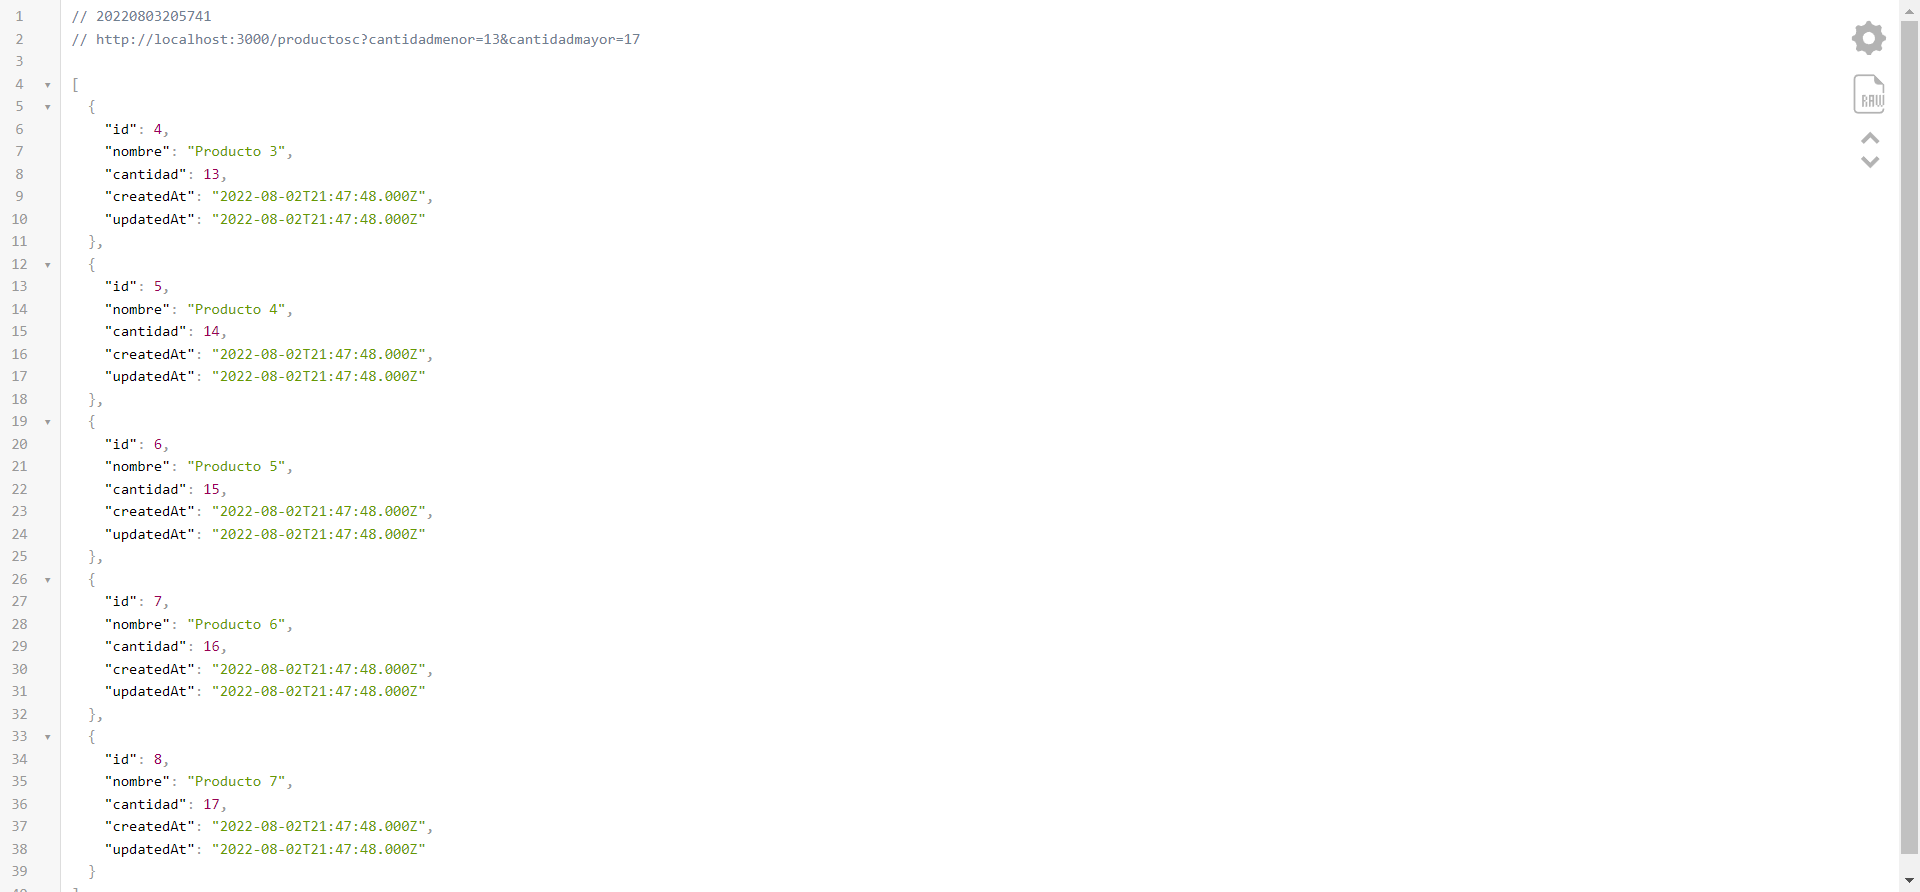 1 // 20220803205741
2 // http://localhost:3000/productosc?cantidadmenor=13&cantidadmayor=17
3
4 [
5 {
6 "id": 4,
7 "nombre": "Producto 3",
8 "cantidad": 13,
9 "createdAt": "2022-08-02T21:47:48.000Z",
10 "updatedAt": "2022-08-02T21:47:48.000Z"
11 },
12 {
13 "id": 5,
14 "nombre": "Producto 4",
15 "cantidad": 14,
16 "createdAt": "2022-08-02T21:47:48.000Z",
17 "updatedAt": "2022-08-02T21:47:48.000Z"
18 },
19 {
20 "id": 6,
21 "nombre": "Producto 5",
22 "cantidad": 15,
23 "createdAt": "2022-08-02T21:47:48.000Z",
24 "updatedAt": "2022-08-02T21:47:48.000Z"
25 },
26 {
27 "id": 7,
28 "nombre": "Producto 6",
29 "cantidad": 16,
30 "createdAt": "2022-08-02T21:47:48.000Z",
31 "updatedAt": "2022-08-02T21:47:48.000Z"
32 },
33 {
34 "id": 8,
35 "nombre": "Producto 7",
36 "cantidad": 17,
37 "createdAt": "2022-08-02T21:47:48.000Z",
38 "updatedAt": "2022-08-02T21:47:48.000Z"
39 }
RAW